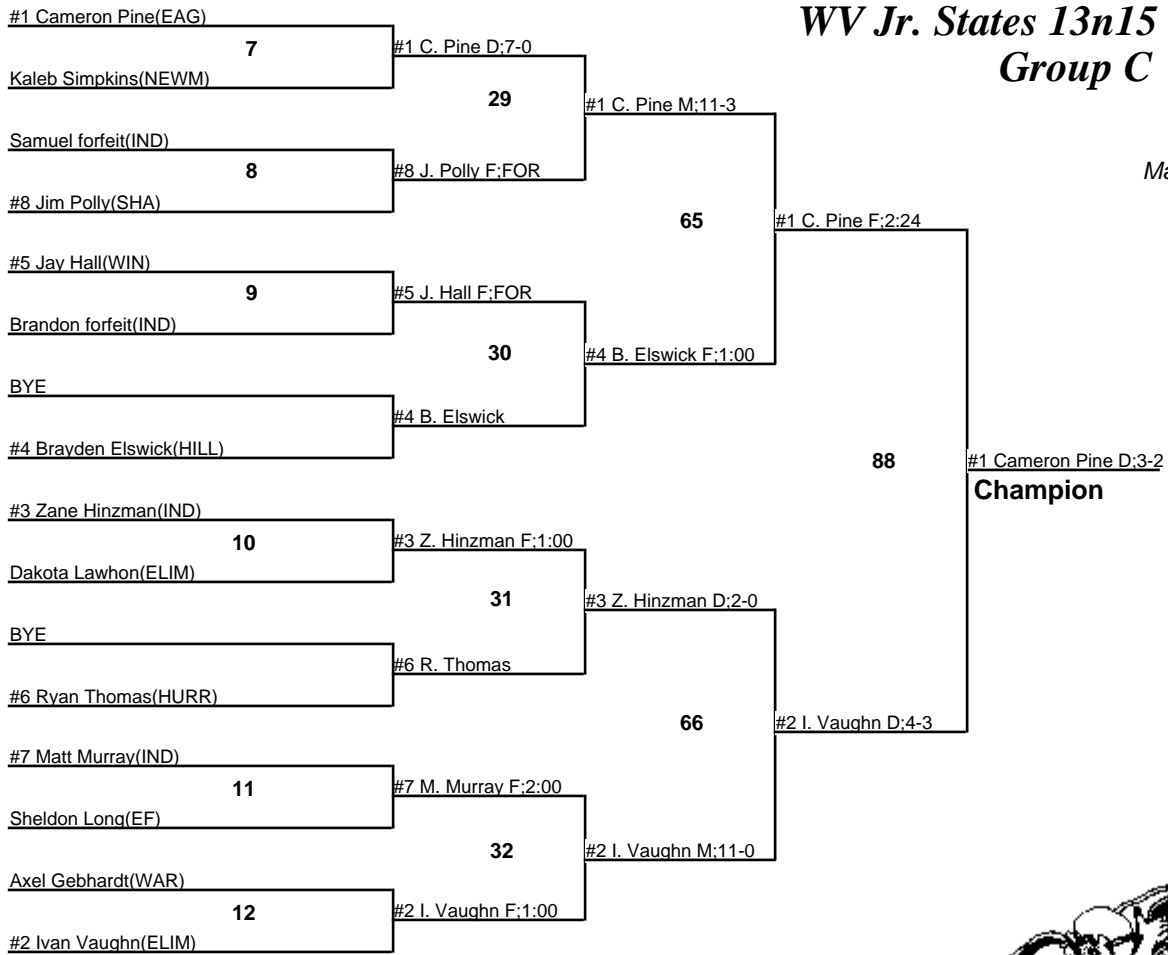 WV Jr. States 13n15
Group C
Ma
#1 Cameron Pine(EAG)
7
Kaleb Simpkins(NEWM)
#1 C. Pine D;7-0
29
Samuel forfeit(IND)
8
#8 Jim Polly(SHA)
#8 J. Polly F;FOR
#1 C. Pine M;11-3
65
#5 Jay Hall(WIN)
9
Brandon forfeit(IND)
#5 J. Hall F;FOR
30
BYE
#4 Brayden Elswick(HILL)
#4 B. Elswick
#4 B. Elswick F;1:00
#1 C. Pine F;2:24
88
#3 Zane Hinzman(IND)
10
Dakota Lawhon(ELIM)
#3 Z. Hinzman F;1:00
31
BYE
#6 Ryan Thomas(HURR)
#6 R. Thomas
#3 Z. Hinzman D;2-0
66
#7 Matt Murray(IND)
11
Sheldon Long(EF)
#7 M. Murray F;2:00
32
Axel Gebhardt(WAR)
12
#2 Ivan Vaughn(ELIM)
#2 I. Vaughn F;1:00
#2 I. Vaughn M;11-0
#2 I. Vaughn D;4-3
#1 Cameron Pine D;3-2
Champion